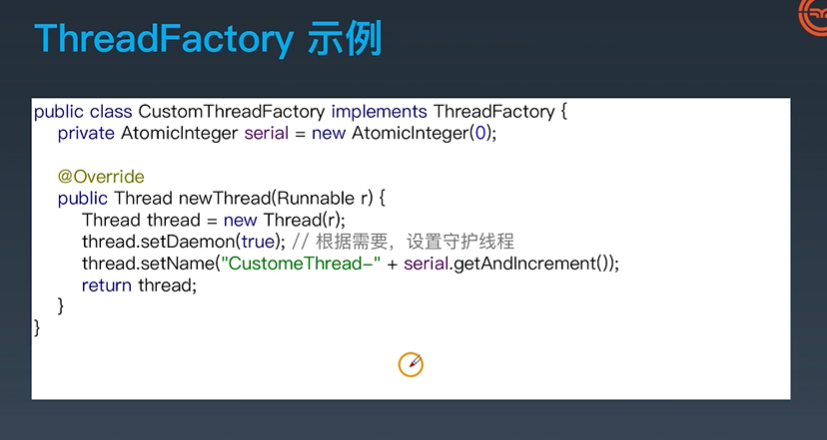 ThreadFactory 示例
public class CustomThreadFactory implements ThreadFactory {
private AtomicInteger serial = new AtomicInteger(0);
@Override
public Thread newThread(Runnable r) {
Thread thread = new Thread(r);
thread.setDaemon(true); // 根据需要，设置守护线程
thread.setName("CustomeThread-" + serial.getAndIncrement());
return thread;
}
}